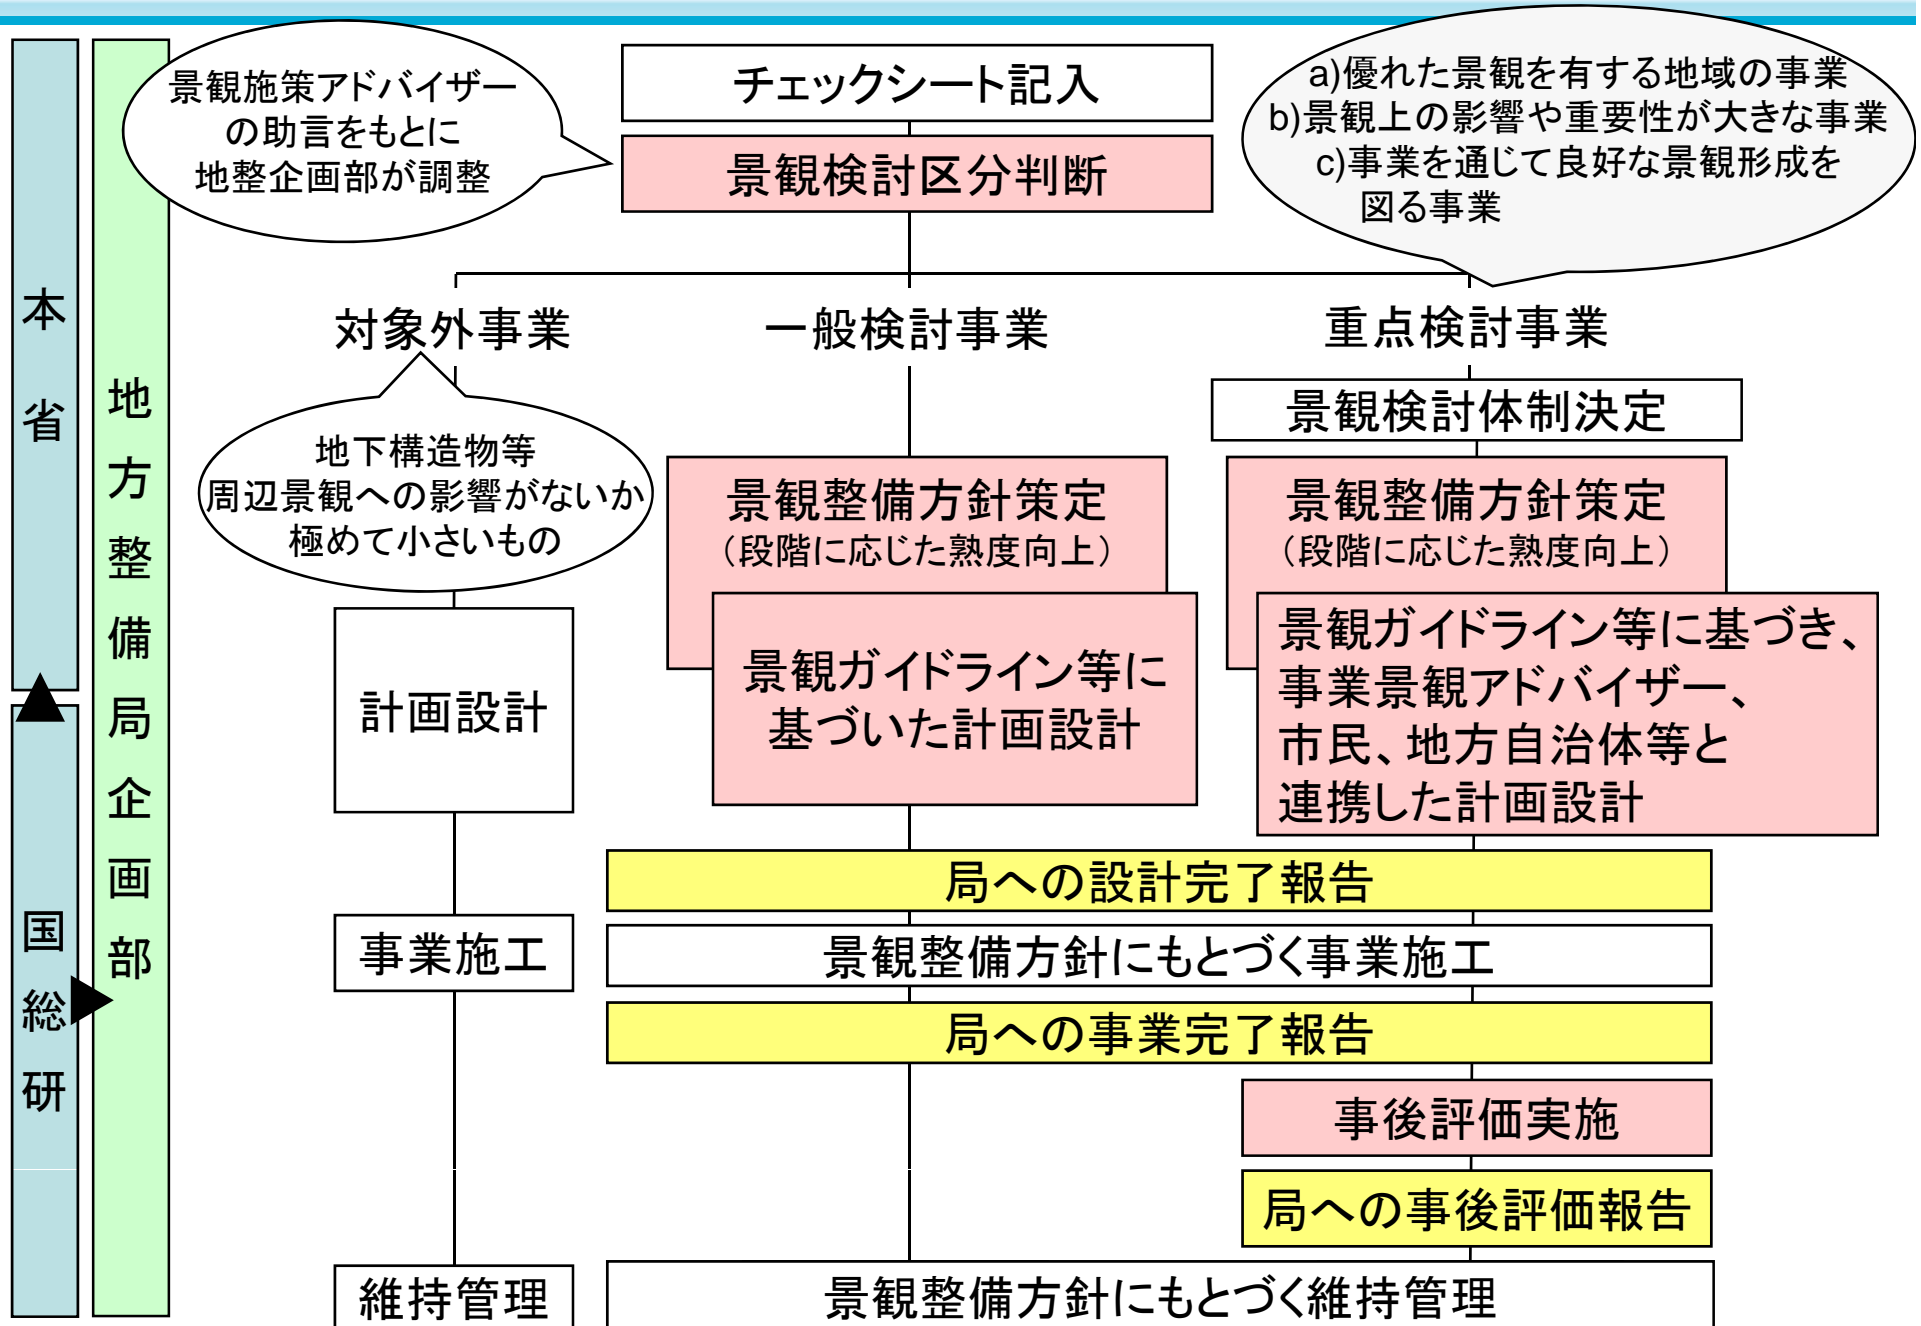 本省
国総研
地方整備局企画部
景観施策アドバイザー
の助言をもとに
地整企画部が調整
チェックシート記入
景観検討区分判断
a)優れた景観を有する地域の事業
b)景観上の影響や重要性が大きな事業
c)事業を通じて良好な景観形成を
図る事業
対象外事業
一般検討事業
重点検討事業
地下構造物等
周辺景観への影響がないか
極めて小さいもの
景観検討体制決定
景観整備方針策定
（段階に応じた熟度向上）
景観整備方針策定
（段階に応じた熟度向上）
計画設計
景観ガイドライン等に
基づいた計画設計
景観ガイドライン等に基づき、
事業景観アドバイザー、
市民、地方自治体等と
連携した計画設計
局への設計完了報告
事業施工
景観整備方針にもとづく事業施工
局への事業完了報告
事後評価実施
局への事後評価報告
維持管理
景観整備方針にもとづく維持管理